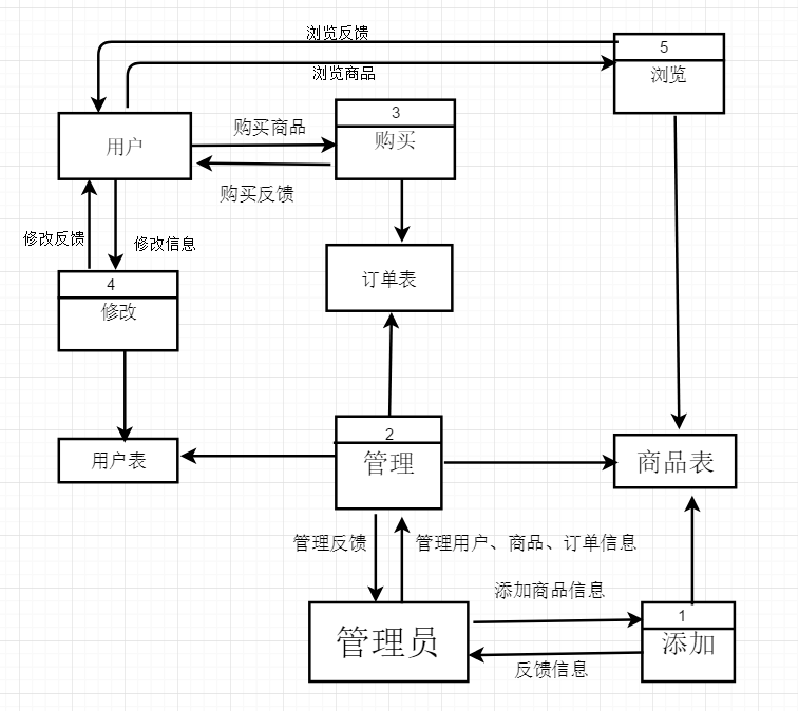 浏览反馈
5
浏览商品
浏览
3
购买商品
用户
购买
购买反馈
修改反馈
修改信息
订单表
4
修改
2
用户表
管理
商品表
管理反馈
管理用户、商品、订单信息
添加商品信息
1
管理员
添加
反馈信息